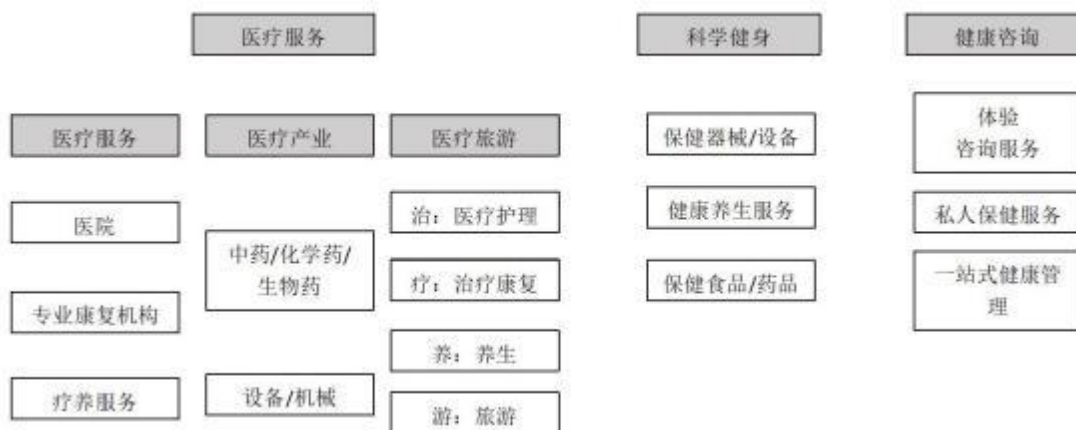 医疗服务
科学健身
健康咨询
医疗服务
医疗产业
医疗旅游
保健器械/设备
体验
咨询服务
医院
中药/化学药/
生物药
治：医疗护理
健康养生服务
私人保健服务
专业康复机构
疗：治疗康复
保健食品/药品
一站式健康管
理
养：养生
疗养服务
设备/机械
游：旅游